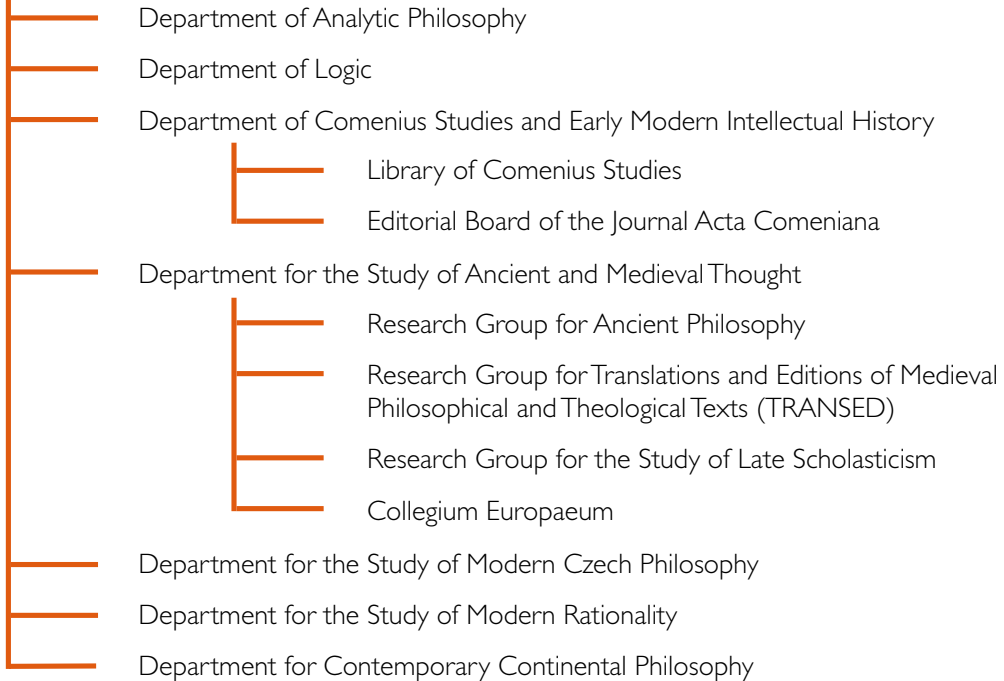 Department of Analytic Philosophy
Department of Logic
Department of Comenius Studies and Early Modern Intellectual History
Library of Comenius Studies
Editorial Board of the Journal Acta Comeniana
Department for the Study of Ancient and Medieval Thought
Research Group for Ancient Philosophy
Research Group for Translations and Editions of Medieval
Philosophical and Theological Texts (TRANSED)
Research Group for the Study of Late Scholasticism
Collegium Europaeum
Department for the Study of Modern Czech Philosophy
Department for the Study of Modern Rationality
Department for Contemporary Continental Philosophy